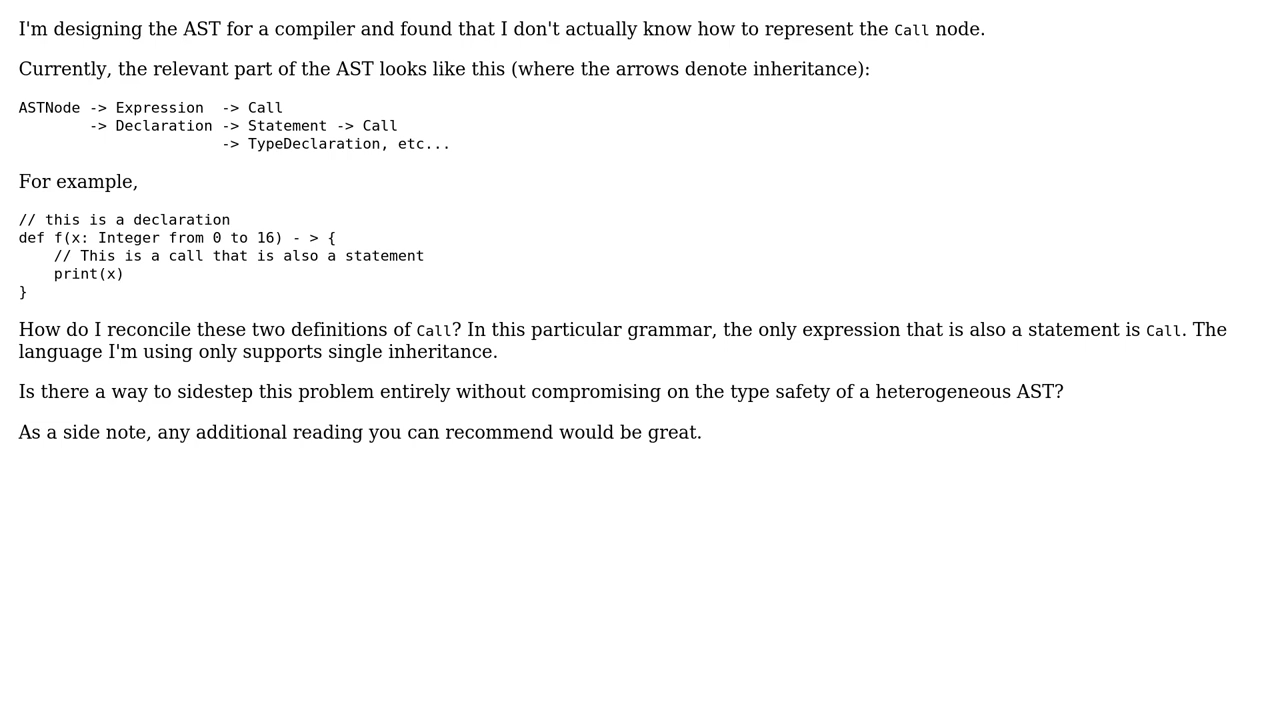 I'm designing the AST for a compiler and found that I don't actually know how to represent the Call node.
Currently, the relevant part of the AST looks like this (where the arrows denote inheritance):
ASTNode -> Expression  -> Call
        -> Declaration -> Statement -> Call
                       -> TypeDeclaration, etc...
For example,
// this is a declaration
def f(x: Integer from 0 to 16) - > {
    // This is a call that is also a statement
    print(x)
}
How do I reconcile these two definitions of Call? In this particular grammar, the only expression that is also a statement is Call. The
language I'm using only supports single inheritance.
Is there a way to sidestep this problem entirely without compromising on the type safety of a heterogeneous AST?
As a side note, any additional reading you can recommend would be great.